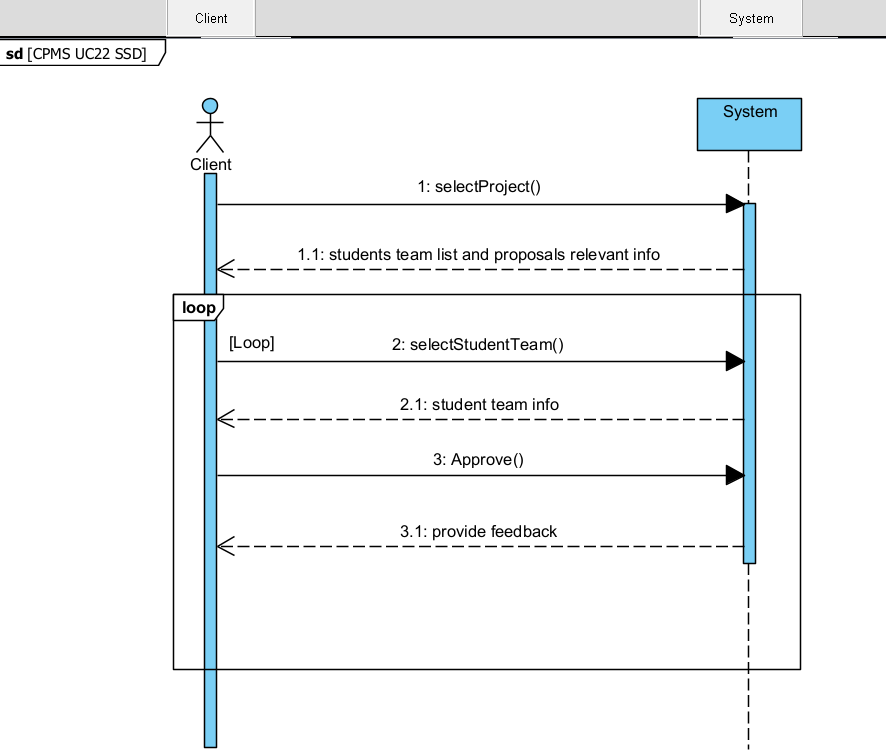 Client
System
sd [CPMS UC22 SSD]
System
Client
1: selectProject()
1.1: students team list and proposals relevant info
loop
[Loop]
2: selectStudentTeam()
2.1: student team info
3: Approve()
3.1: provide feedback